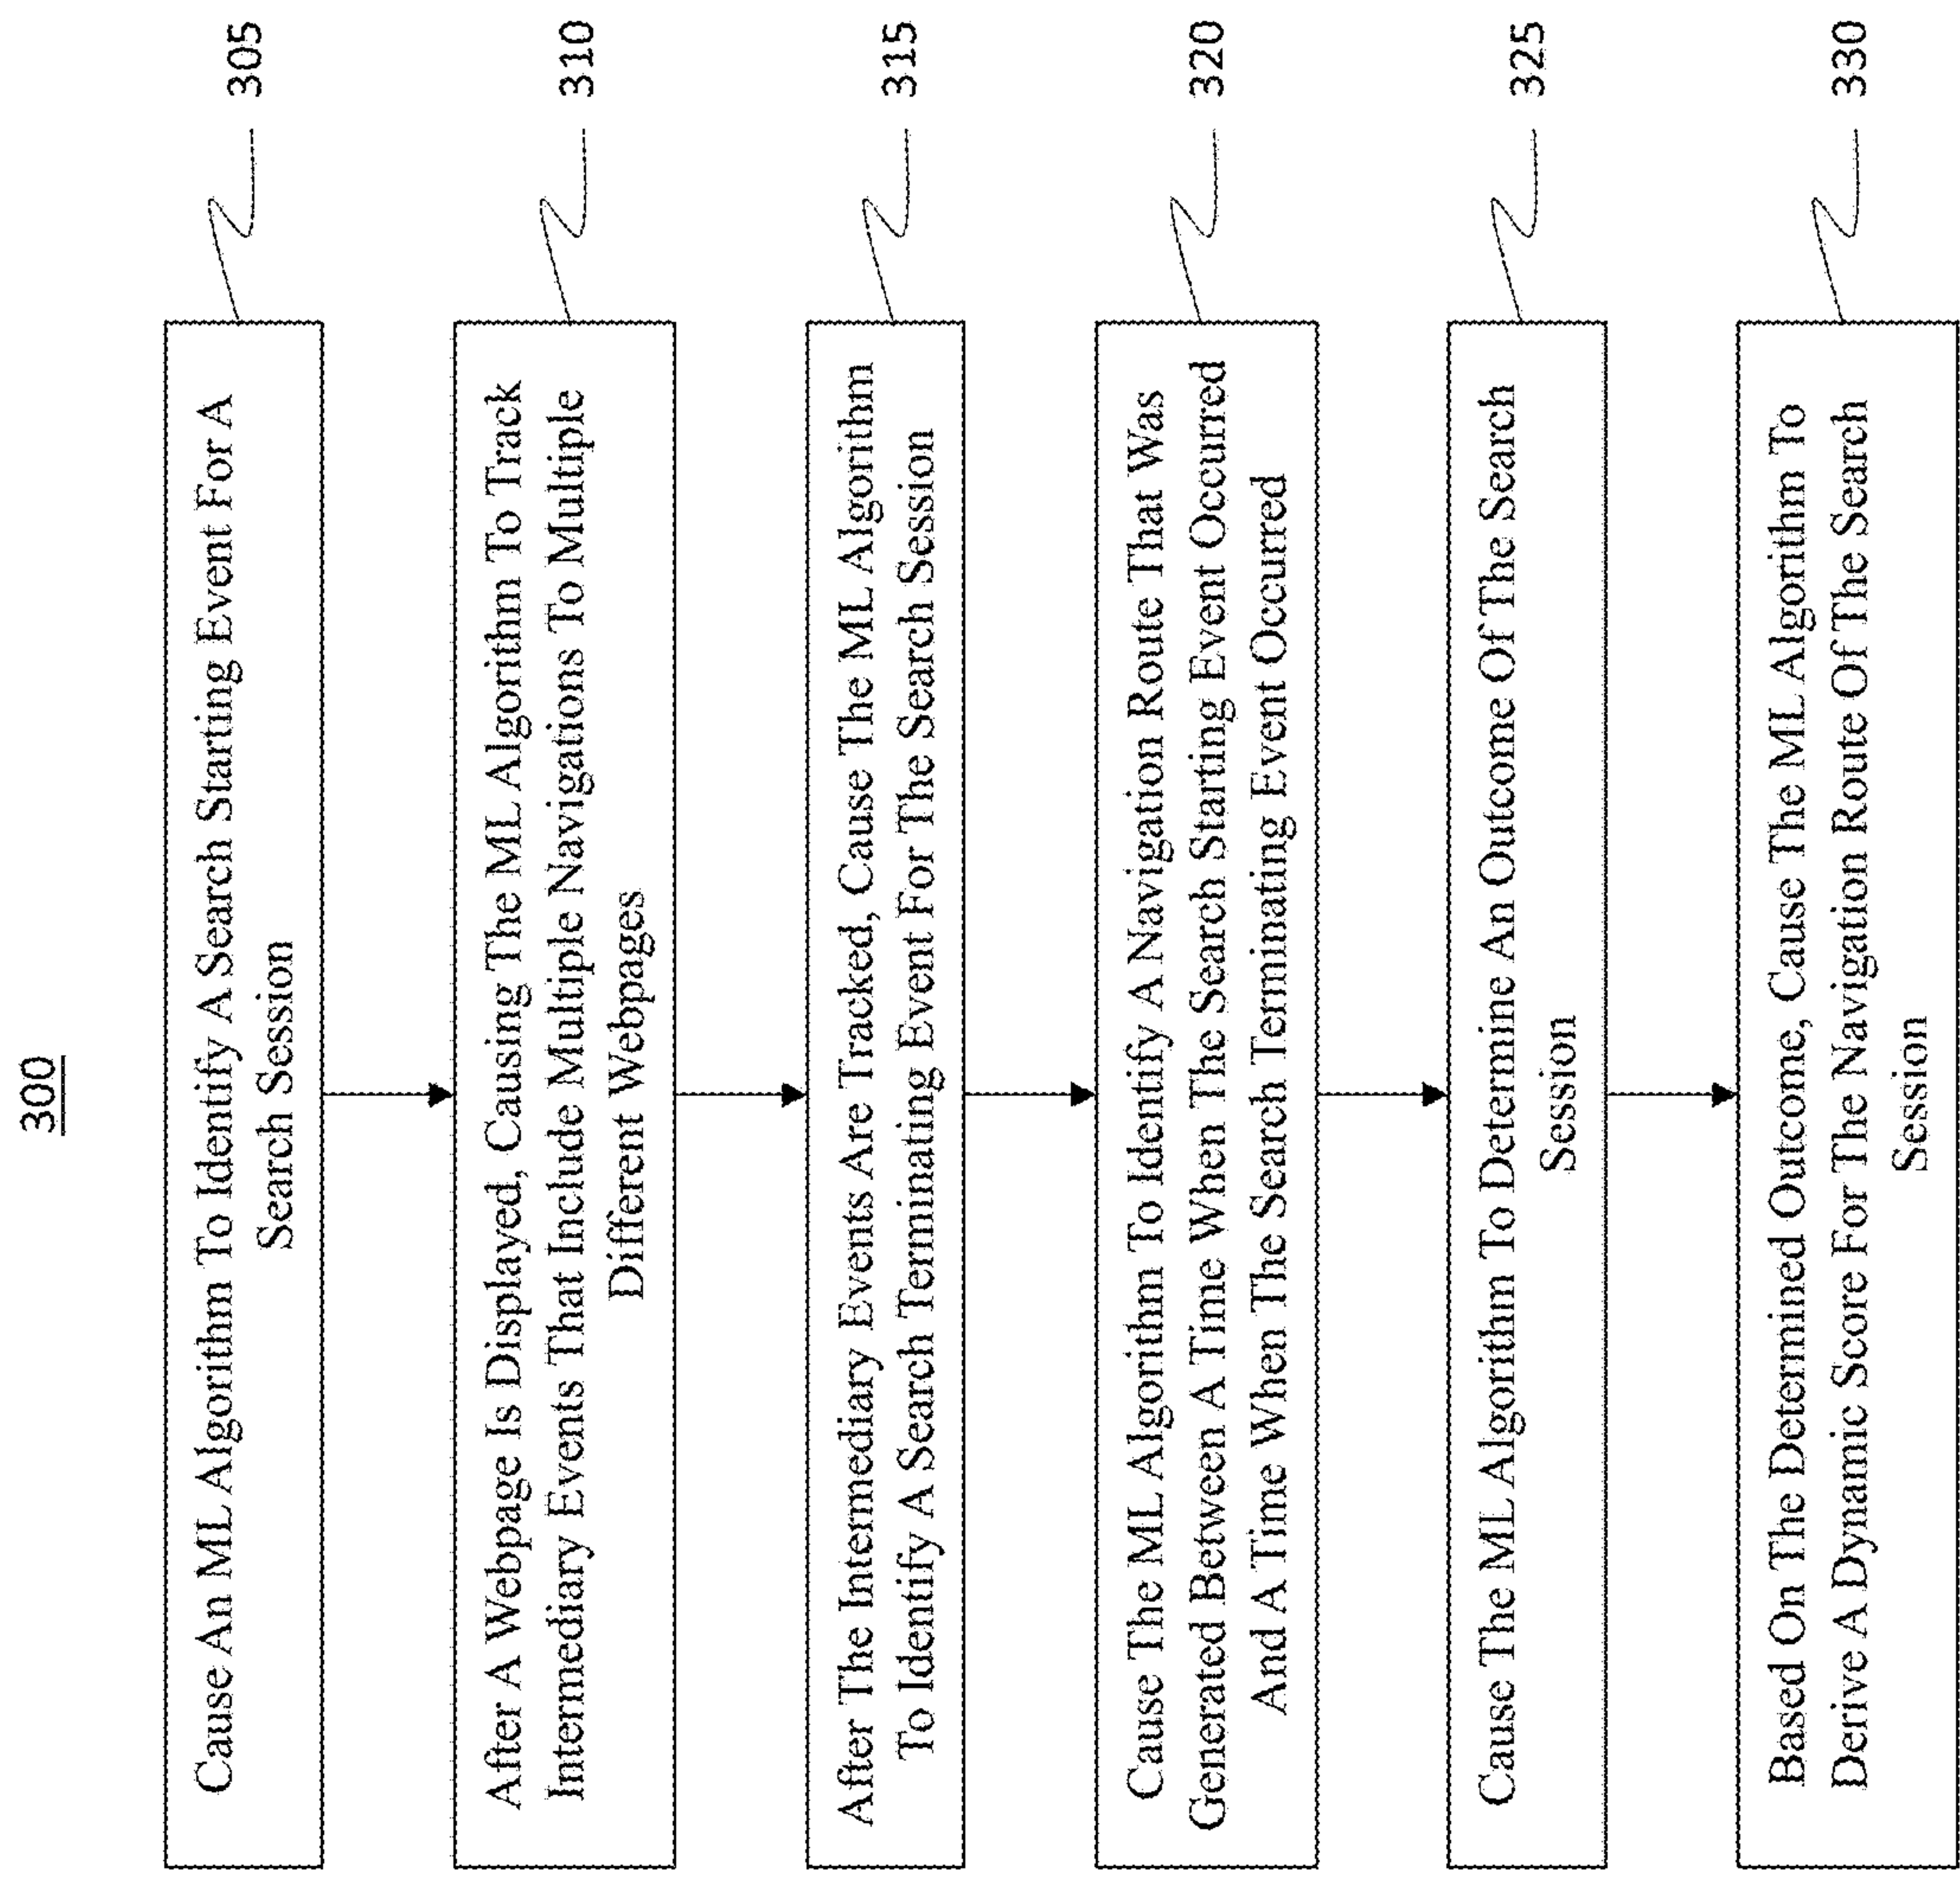 300
Cause An ML Algorithm To Identify A Search Starting Event For A
Search Session
305
After A Webpage Is Displayed, Causing The ML Algorithm To Track
Intermediary Events That Include Multiple Navigations To Multiple
Different Webpages
310
After The Intermediary Events Are Tracked, Cause The ML Algorithm
To Identify A Search Terminating Event For The Search Session
315
Cause The ML Algorithm To Identify A Navigation Route That Was
Generated Between A Time When The Search Starting Event Occurred
And A Time When The Search Terminating Event Occurred
320
Cause The ML Algorithm To Determine An Outcome Of The Search
Session
325
Based On The Determined Outcome, Cause The ML Algorithm To
Derive A Dynamic Score For The Navigation Route Of The Search
Session
330